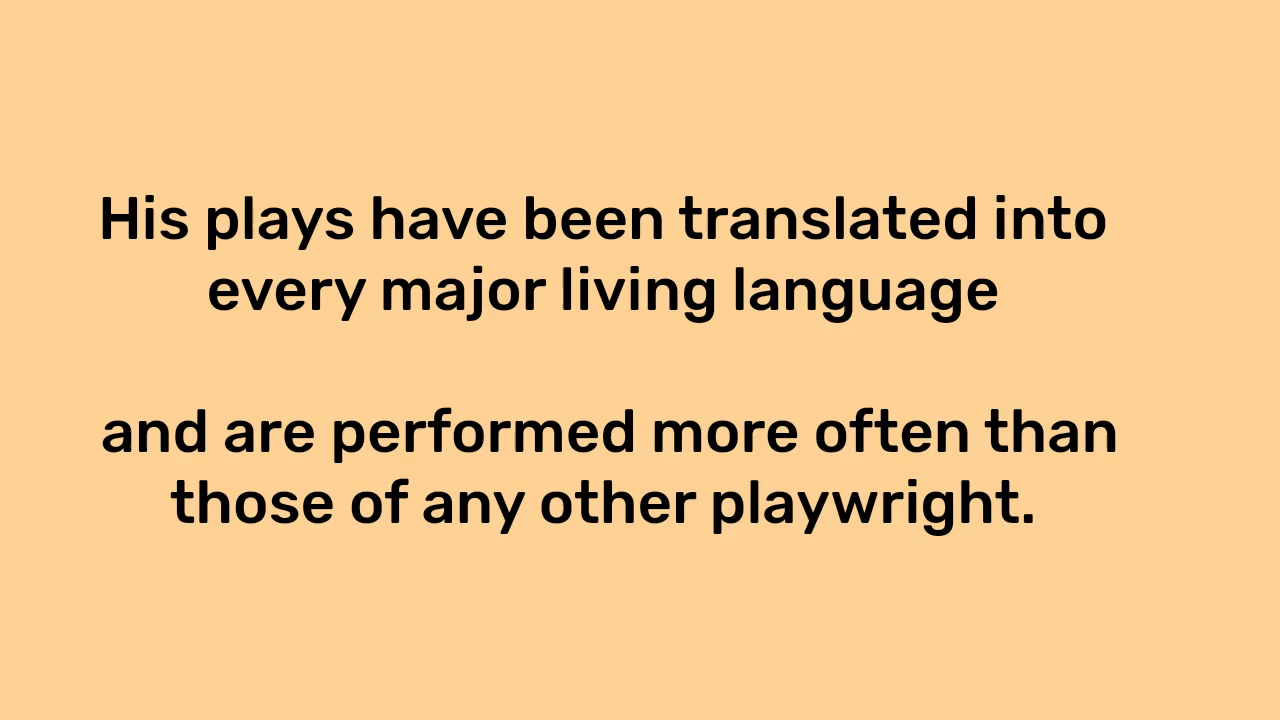 His plays have been translated into
every major living language
and are performed more often than
those of any other playwright.